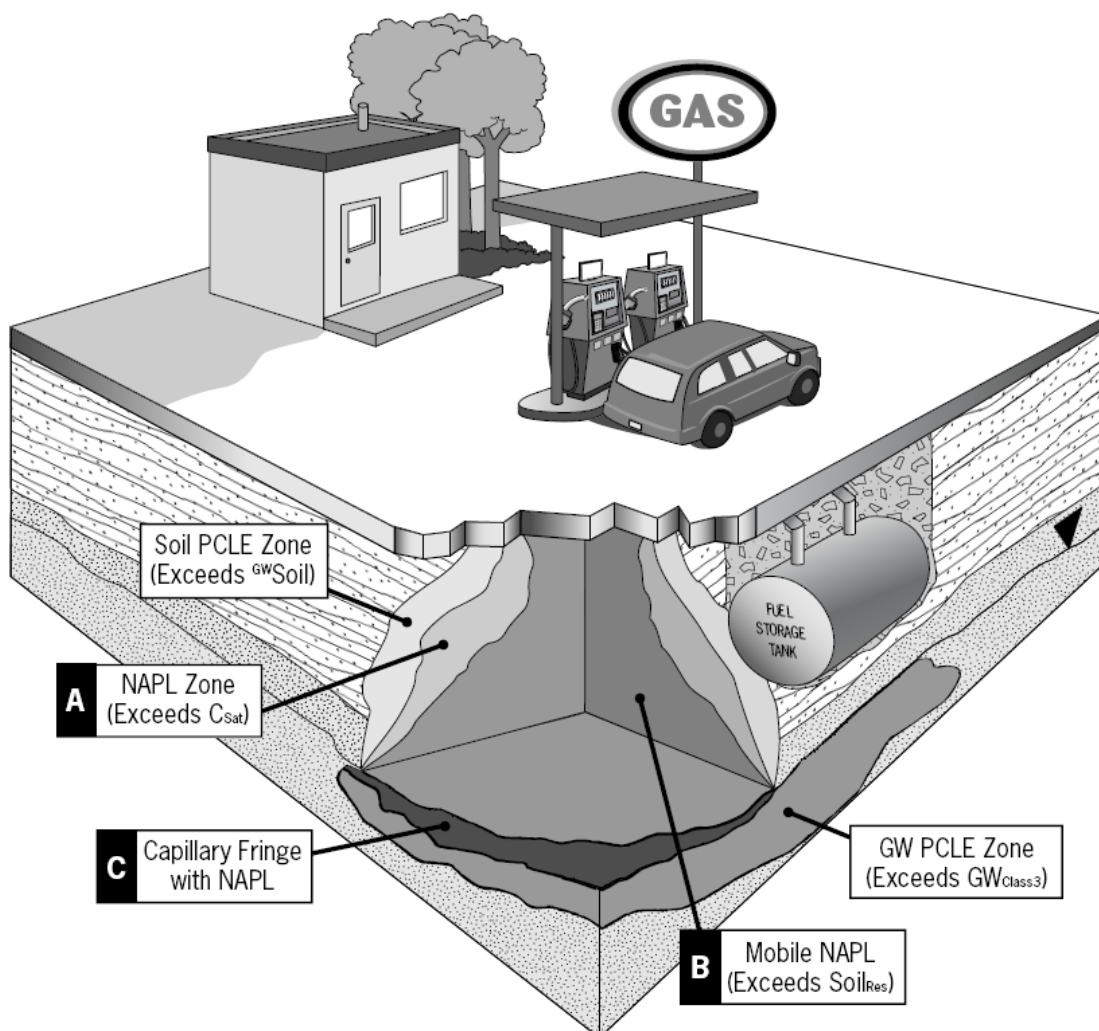 GAS
Soil PCLE Zone
(Exceeds ᴳᵂSoil)
FUEL
STORAGE
TANK
A
NAPL Zone
(Exceeds CSat)
C
Capillary Fringe
with NAPL
GW PCLE Zone
(Exceeds GWClass3)
B
Mobile NAPL
(Exceeds SoilRes)